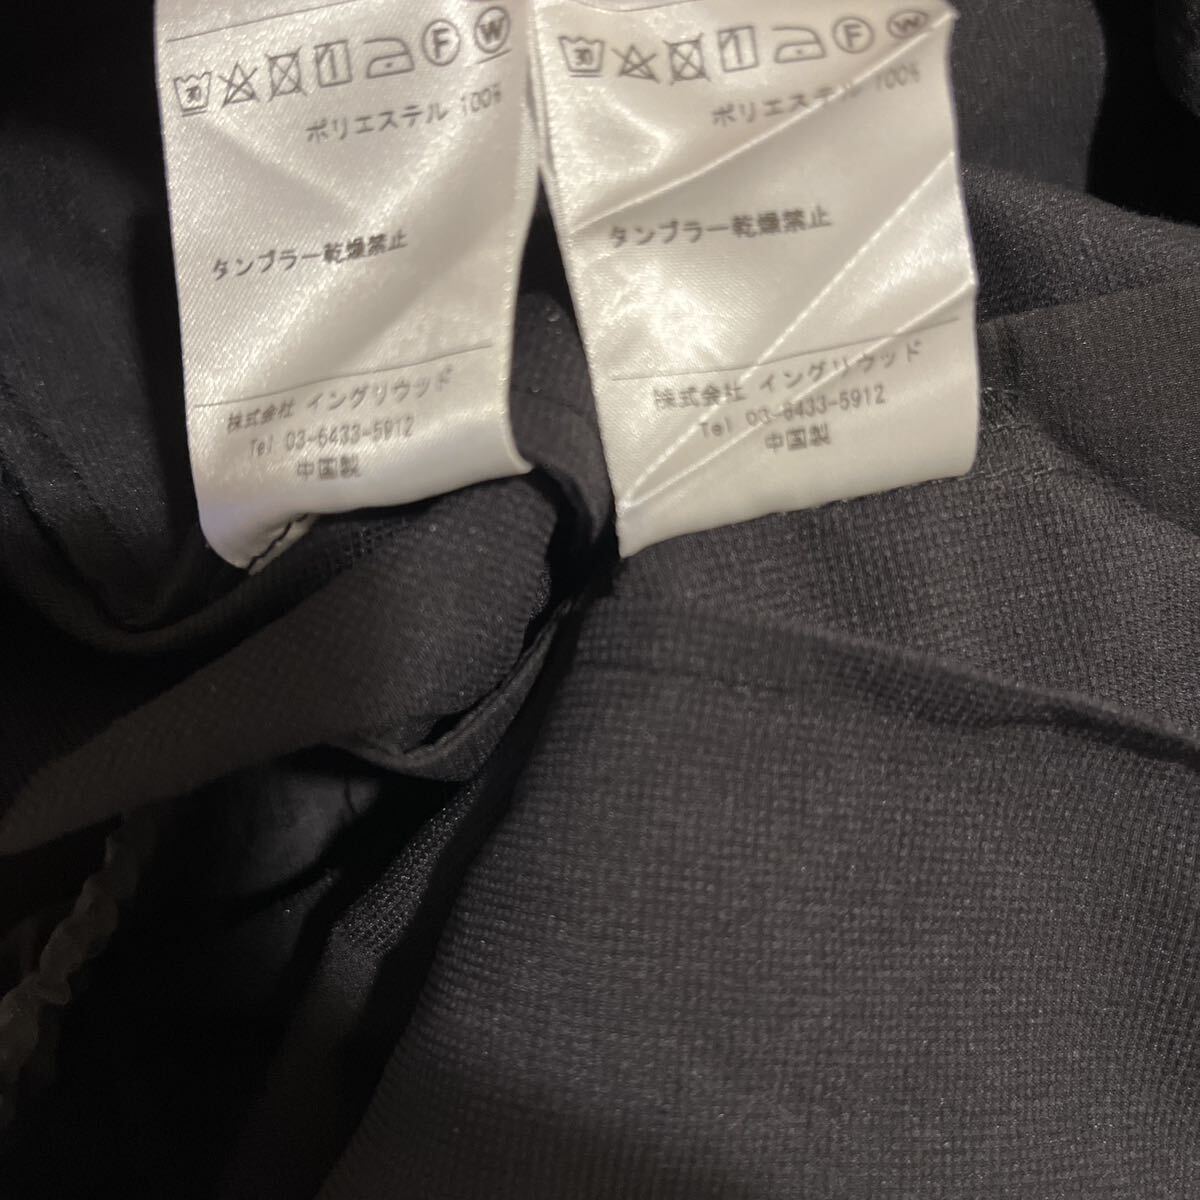 30 F W
ポリエステル 100%
タンブラー乾燥禁止
株式会社 イングリウッド
Tel 03-6433-5912
中国製
30 F W
ポリエステル 100%
タンブラー乾燥禁止
株式会社 イングリウッド
Tel 03-6433-5912
中国製